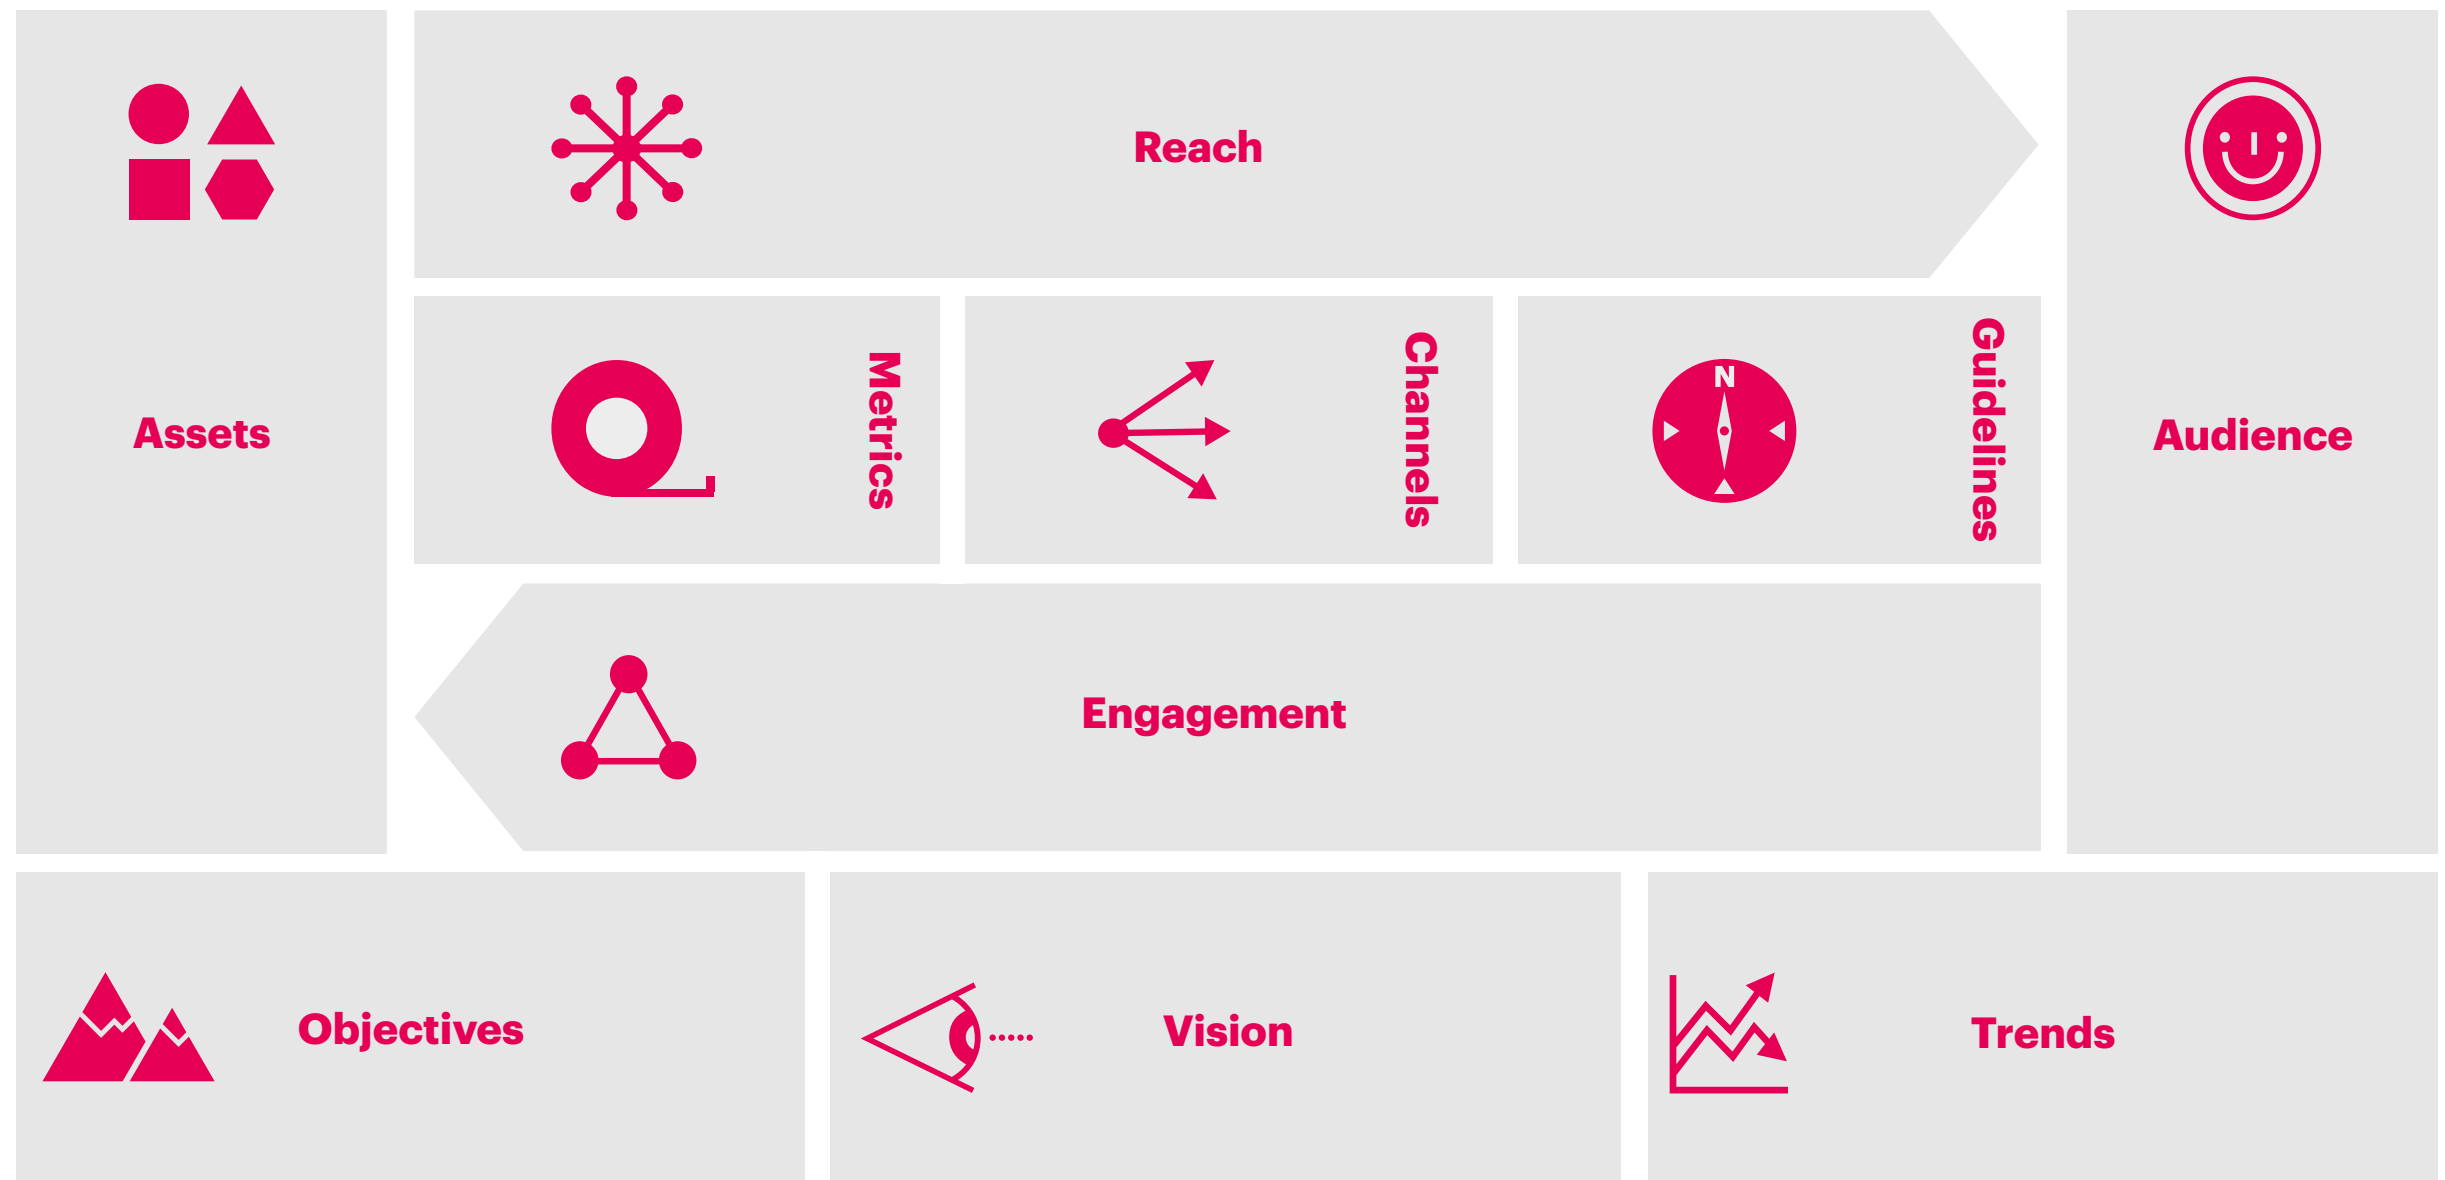 Reach
Assets
Metrics
Channels
N
Guidelines
Audience
Engagement
Objectives
Vision
Trends